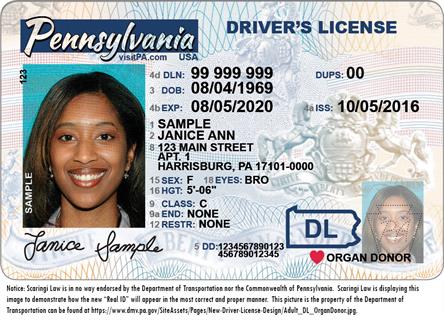 Pennsylvania
visitPA.com USA
DRIVER'S LICENSE
4d DLN: 99 999 999 DUPS: 00
3 DOB: 08/04/1969
4b EXP: 08/05/2020 4a ISS: 10/05/2016
1 SAMPLE
2 JANICE ANN
8 123 MAIN STREET
APT. 1
HARRISBURG, PA 17101-0000
15 SEX: F 18 EYES: BRO
16 HGT: 5'-06"
9 CLASS: C
9a END: NONE
12 RESTR: NONE
5 DD: 1234567890123
456789012345
123
SAMPLE
Janice Sample
DL
ORGAN DONOR
Notice: Scaringi Law is in no way endorsed by the Department of Transportation nor the Commonwealth of Pennsylvania. Scaringi Law is displaying this
image to demonstrate how the new "Real ID" will appear in the most correct and proper manner. This picture is the property of the Department of
Transportation can be found at https://www.dmv.pa.gov/SiteAssets/Pages/New-Driver-License-Design/Adult_DL_OrganDonor.jpg.